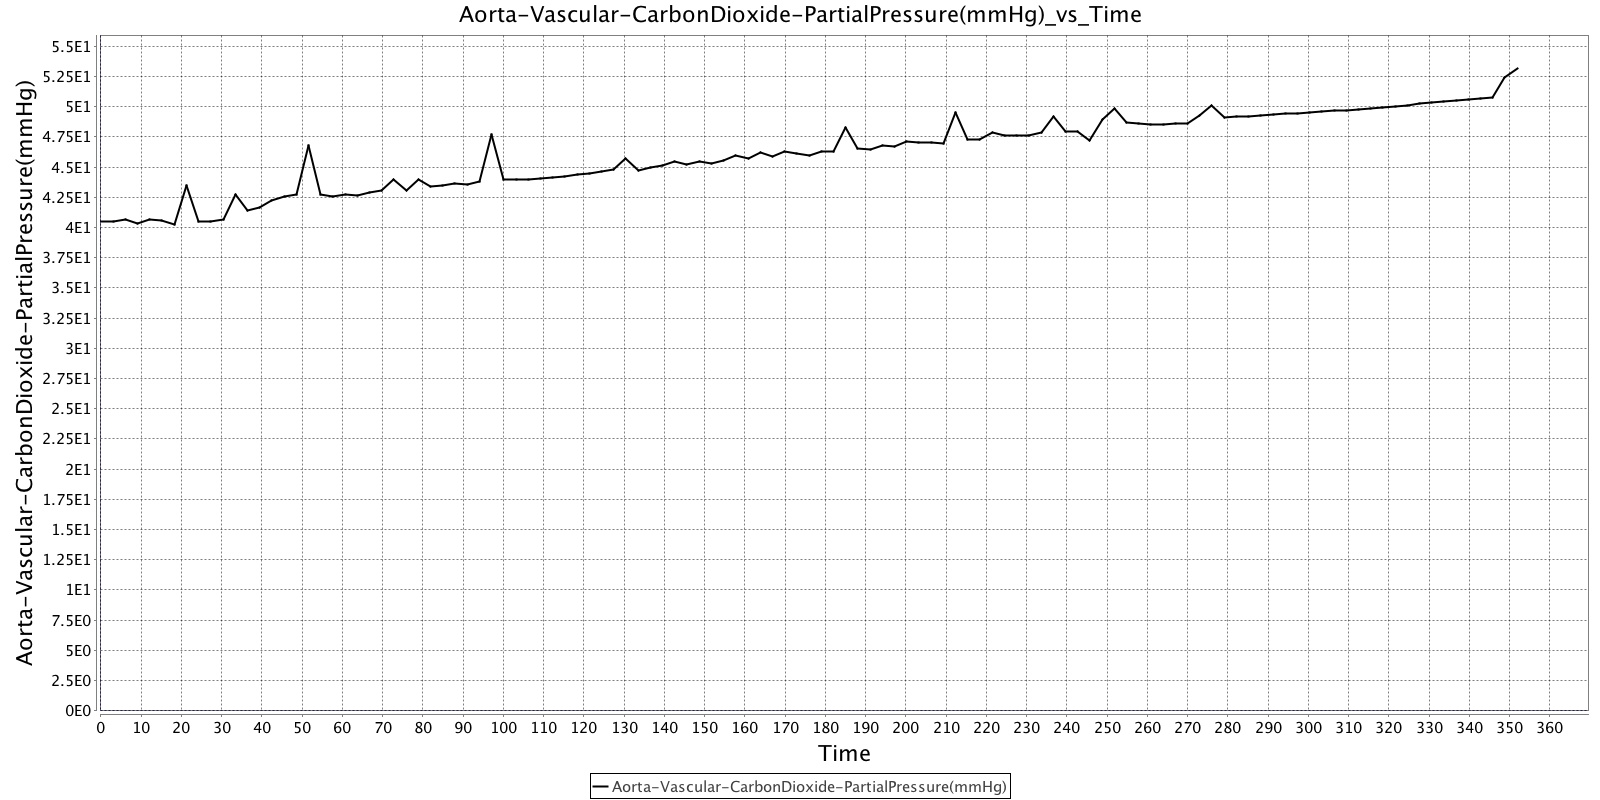 Aorta-Vascular-CarbonDioxide-PartialPressure(mmHg)_vs_Time
Aorta-Vascular-CarbonDioxide-PartialPressure(mmHg)
5.5E1
5.25E1
5E1
4.75E1
4.5E1
4.25E1
4E1
3.75E1
3.5E1
3.25E1
3E1
2.75E1
2.5E1
2.25E1
2E1
1.75E1
1.5E1
1.25E1
1E1
7.5E0
5E0
2.5E0
0E0
0 10 20 30 40 50 60 70 80 90 100 110 120 130 140 150 160 170 180 190 200 210 220 230 240 250 260 270 280 290 300 310 320 330 340 350 360
Time
Aorta-Vascular-CarbonDioxide-PartialPressure(mmHg)